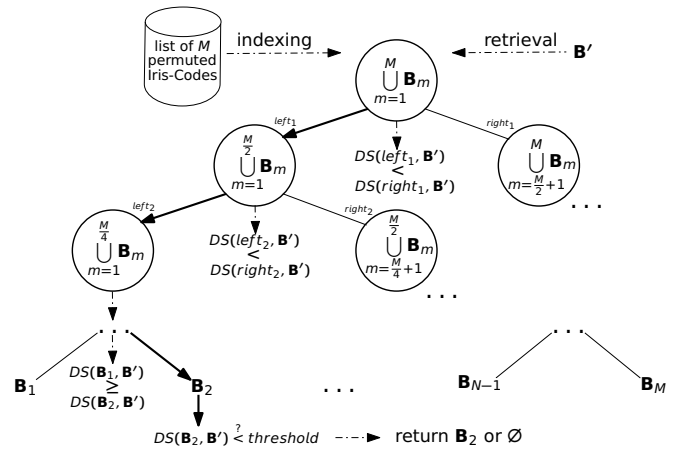 list of M
permuted
Iris-Codes
indexing
retrieval
B′
M
⋃ B_m
m=1
left₁
right₁
M/2
⋃ B_m
m=1
DS(left₁, B′)
<
DS(right₁, B′)
M
⋃ B_m
m=M/2+1
...
left₂
right₂
M/4
⋃ B_m
m=1
DS(left₂, B′)
<
DS(right₂, B′)
M/2
⋃ B_m
m=M/4+1
...
...
...
B₁
DS(B₁, B′)
≥
DS(B₂, B′)
B₂
...
B_{N−1}
B_M
DS(B₂, B′) <^? threshold
return B₂ or Ø